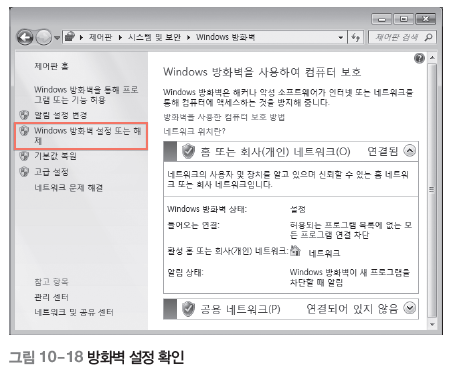 제어판 ▶ 시스템 및 보안 ▶ Windows 방화벽
제어판 검색
제어판 홈
Windows 방화벽을 통해 프로
그램 또는 기능 허용
알림 설정 변경
Windows 방화벽 설정 또는 해
제
기본값 복원
고급 설정
네트워크 문제 해결
참고 항목
관리 센터
네트워크 및 공유 센터
Windows 방화벽을 사용하여 컴퓨터 보호
Windows 방화벽은 해커나 악성 소프트웨어가 인터넷 또는 네트워크를
통해 컴퓨터에 액세스하는 것을 방지해 줍니다.
방화벽을 사용한 컴퓨터 보호 방법
네트워크 위치란?
홈 또는 회사(개인) 네트워크(O) 연결됨
네트워크의 사용자 및 장치를 알고 있으며 신뢰할 수 있는 홈 네트워
크 또는 회사 네트워크입니다.
Windows 방화벽 상태: 설정
들어오는 연결: 허용되는 프로그램 목록에 없는 모
든 프로그램 연결 차단
활성 홈 또는 회사(개인) 네트워크: 네트워크
알림 상태: Windows 방화벽이 새 프로그램을
차단할 때 알림
공용 네트워크(P) 연결되어 있지 않음
그림 10-18 방화벽 설정 확인